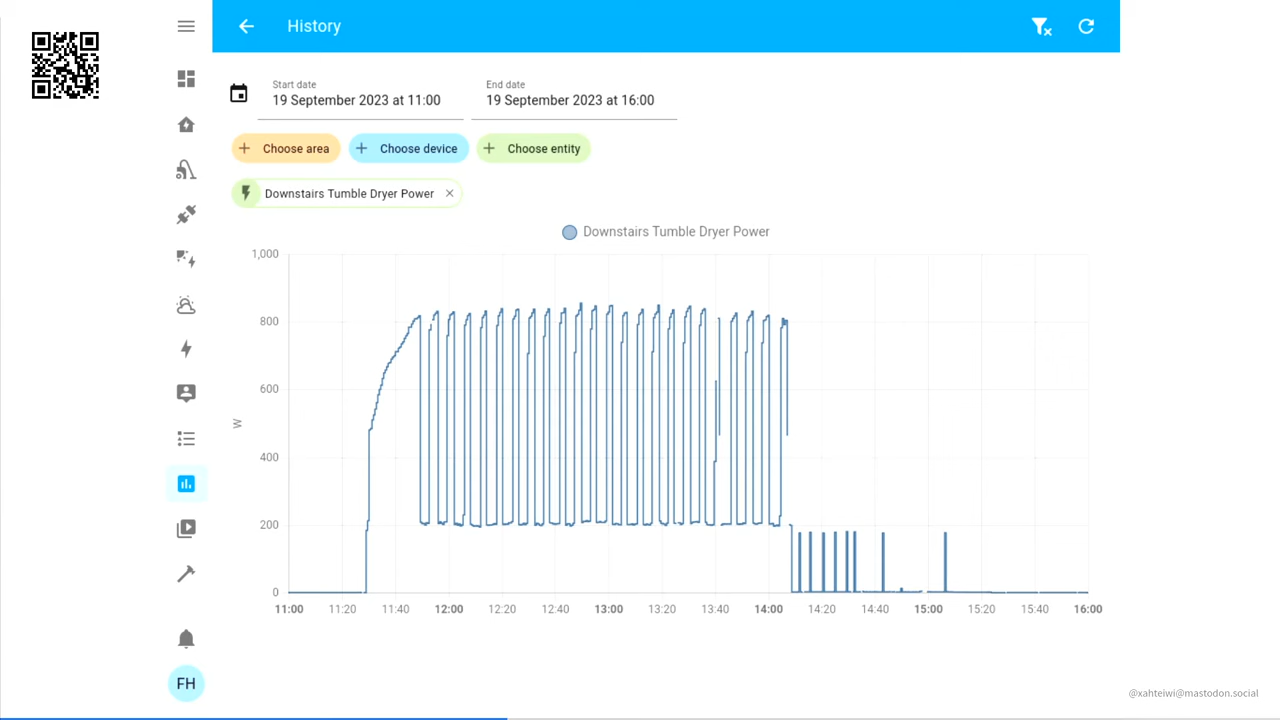 History
Start date
19 September 2023 at 11:00
End date
19 September 2023 at 16:00
Choose area
Choose device
Choose entity
Downstairs Tumble Dryer Power
Downstairs Tumble Dryer Power
1,000
800
600
W
400
200
0
11:00 11:20 11:40 12:00 12:20 12:40 13:00 13:20 13:40 14:00 14:20 14:40 15:00 15:20 15:40 16:00
FH
@xahteiwi@mastodon.social